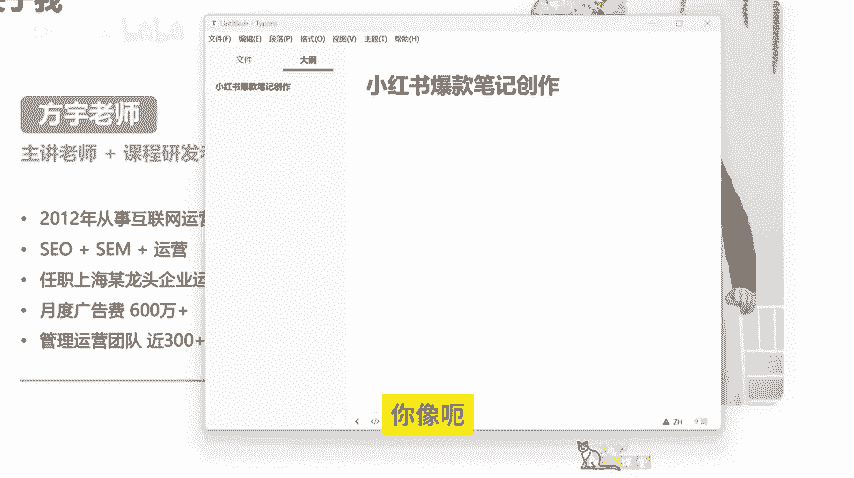 Untitled - Typora
文件(F) 编辑(E) 段落(P) 格式(O) 视图(V) 主题(T) 帮助(H)
文件 大纲
小红书爆款笔记创作
小红书爆款笔记创作
方宇老师
主讲老师 + 课程研发
• 2012年从事互联网运营
• SEO + SEM + 运营
• 任职上海某龙头企业运
• 月度广告费 600万+
• 管理运营团队 近300+
你像呃
ZH 9 词